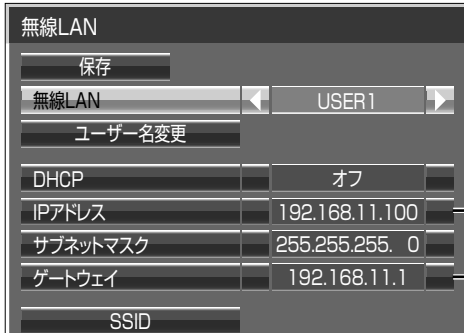 無線LAN
保存
無線LAN USER1
ユーザー名変更
DHCP オフ
IPアドレス 192.168.11.100
サブネットマスク 255.255.255. 0
ゲートウェイ 192.168.11.1
SSID